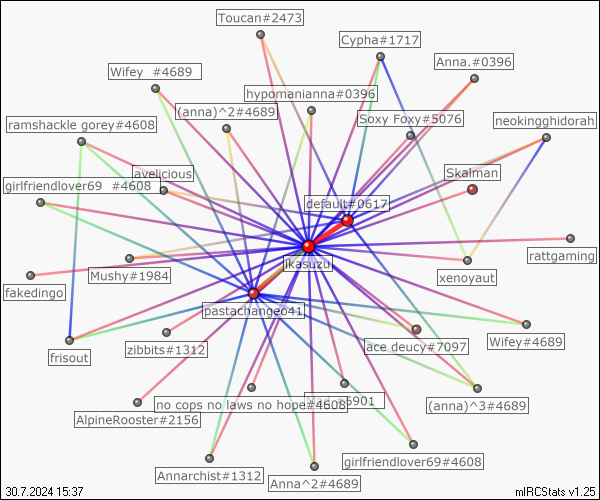 Toucan#2473
Cypha#1717
Anna.#0396
Wifey #4689
hypomanianna#0396
(anna)^2#4689
Soxy Foxy#5076
neokingghidorah
ramshackle gorey#4608
avelicious
Skalman
girlfriendlover69 #4608
default#0617
rattgaming
likasuzu
xenoyaut
Mushy#1984
fakedingo
pastachangeo41
Wifey#4689
ace deucy#7097
zibbits#1312
frisout
no cops no laws no hope#4608
#6901
(anna)^3#4689
AlpineRooster#2156
girlfriendlover69#4608
Annarchist#1312
Anna^2#4689
30.7.2024 15:37
mIRCStats v1.25